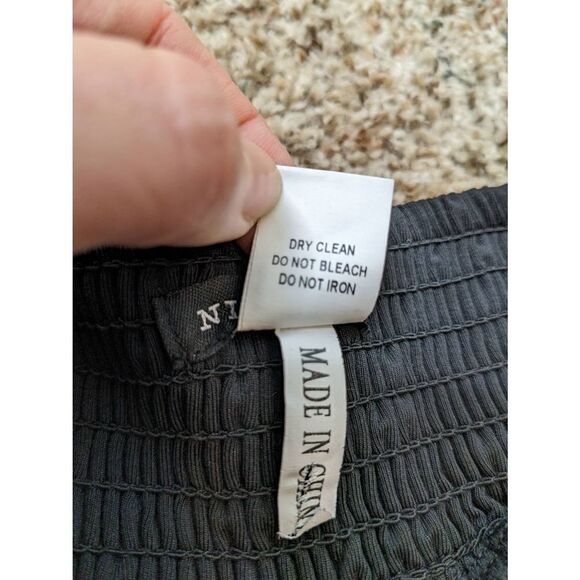 DRY CLEAN
DO NOT BLEACH
DO NOT IRON
MADE IN